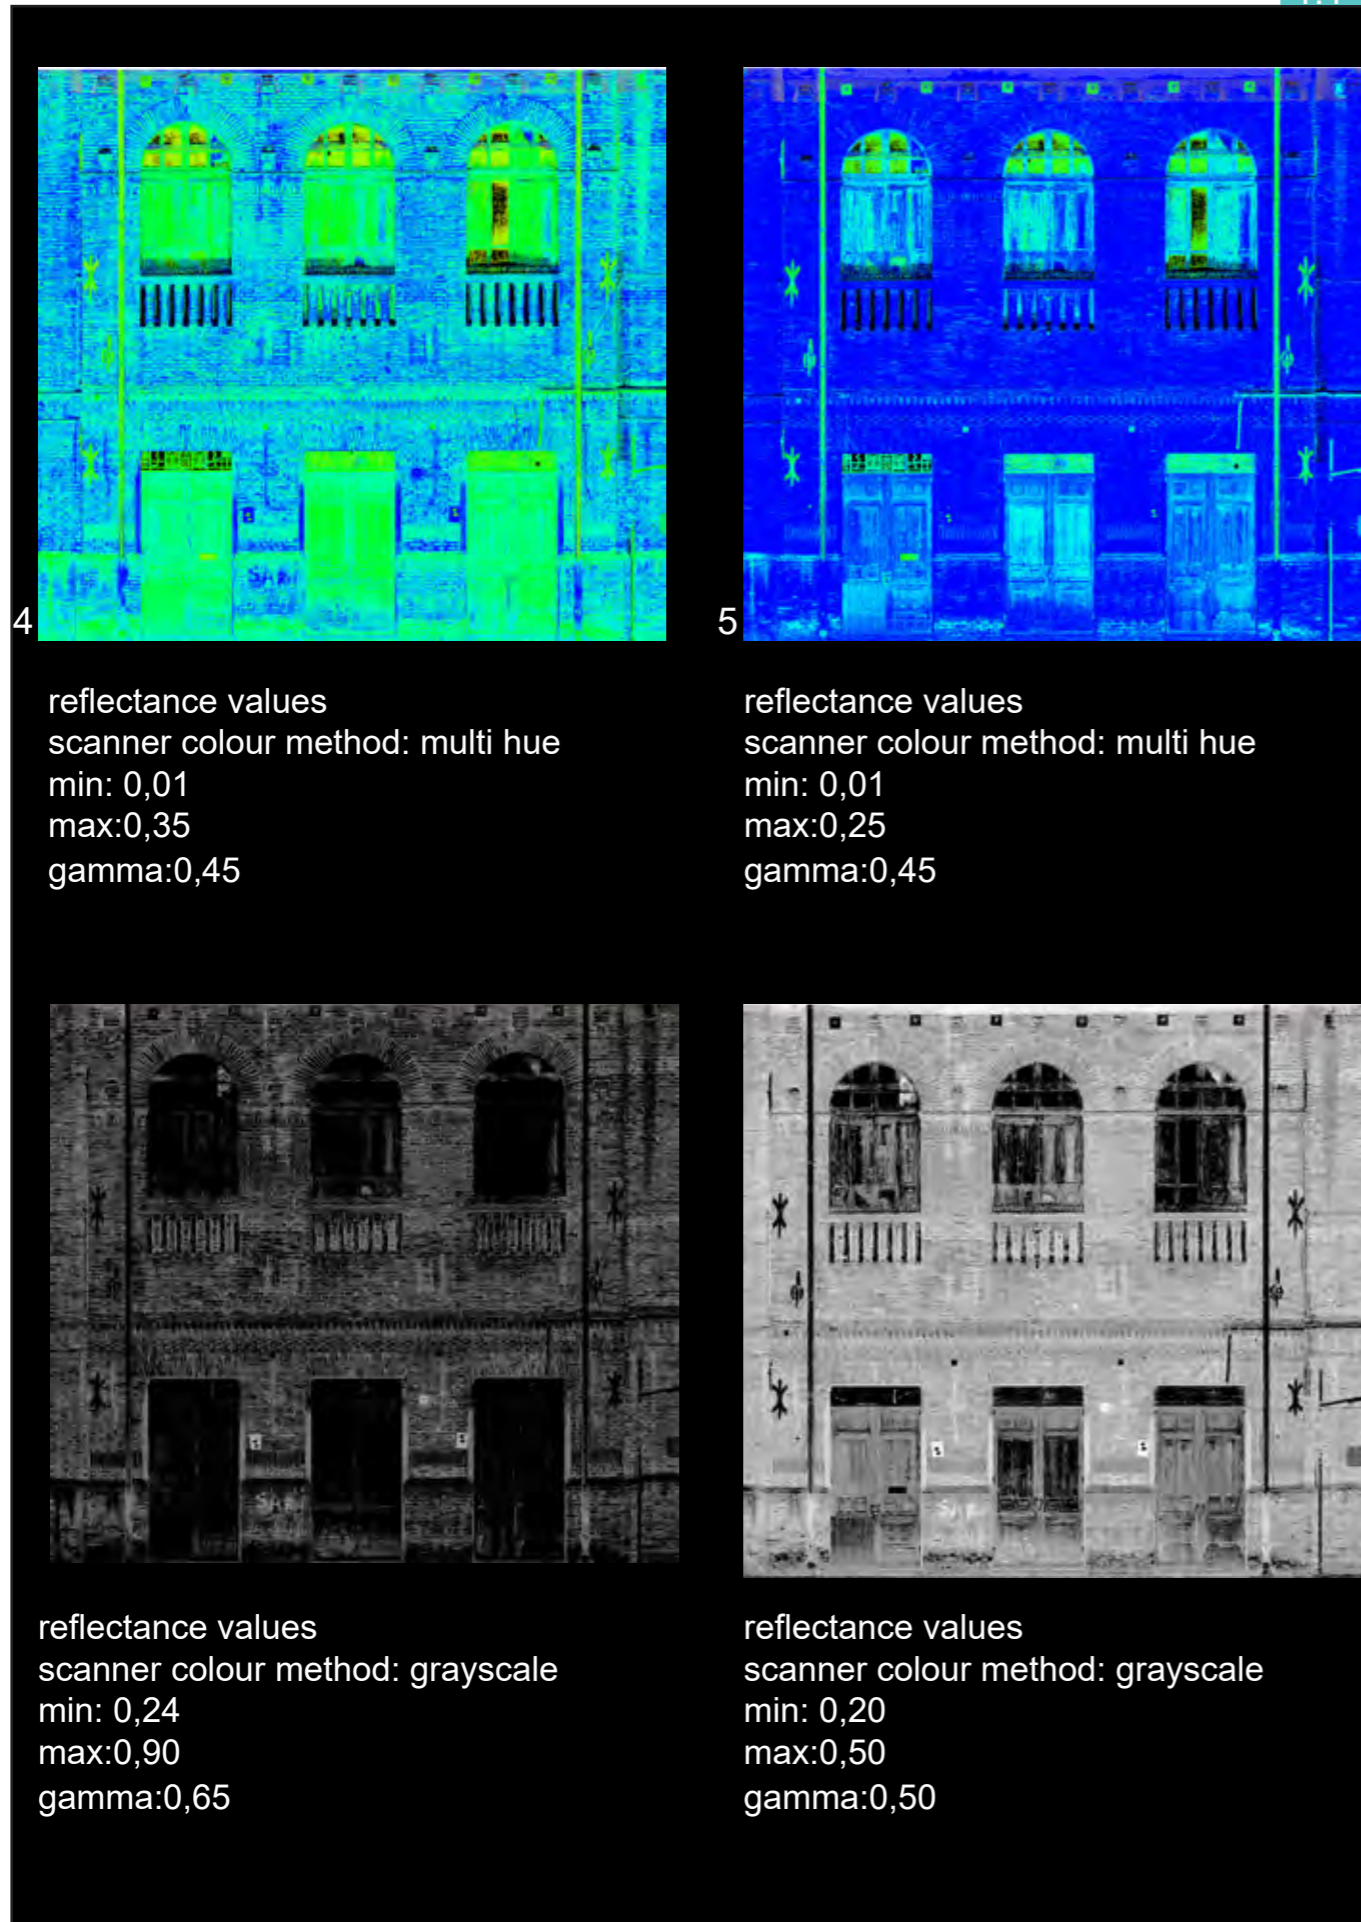 4
reflectance values
scanner colour method: multi hue
min: 0,01
max:0,35
gamma:0,45
5
reflectance values
scanner colour method: multi hue
min: 0,01
max:0,25
gamma:0,45
reflectance values
scanner colour method: grayscale
min: 0,24
max:0,90
gamma:0,65
reflectance values
scanner colour method: grayscale
min: 0,20
max:0,50
gamma:0,50